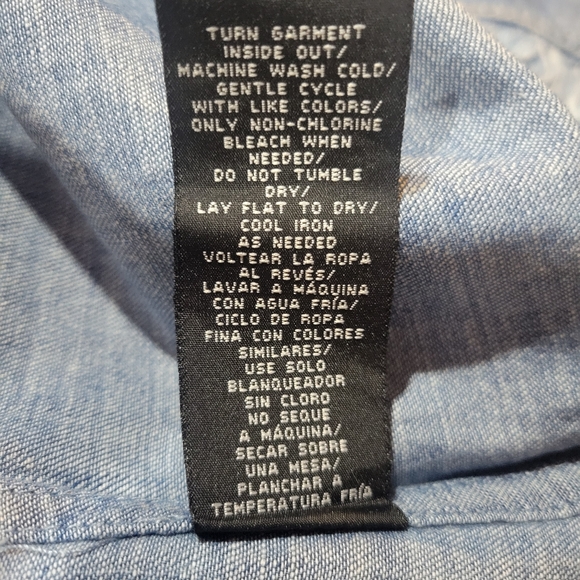 TURN GARMENT
INSIDE OUT/
MACHINE WASH COLD/
GENTLE CYCLE
WITH LIKE COLORS/
ONLY NON-CHLORINE
BLEACH WHEN
NEEDED/
DO NOT TUMBLE
DRY/
LAY FLAT TO DRY/
COOL IRON
AS NEEDED
VOLTEAR LA ROPA
AL REVÉS/
LAVAR A MÁQUINA
CON AGUA FRÍA/
CICLO DE ROPA
FINA CON COLORES
SIMILARES/
USE SOLO
BLANQUEADOR
SIN CLORO
NO SEQUE
A MÁQUINA/
SECAR SOBRE
UNA MESA/
PLANCHAR A
TEMPERATURA FRÍA